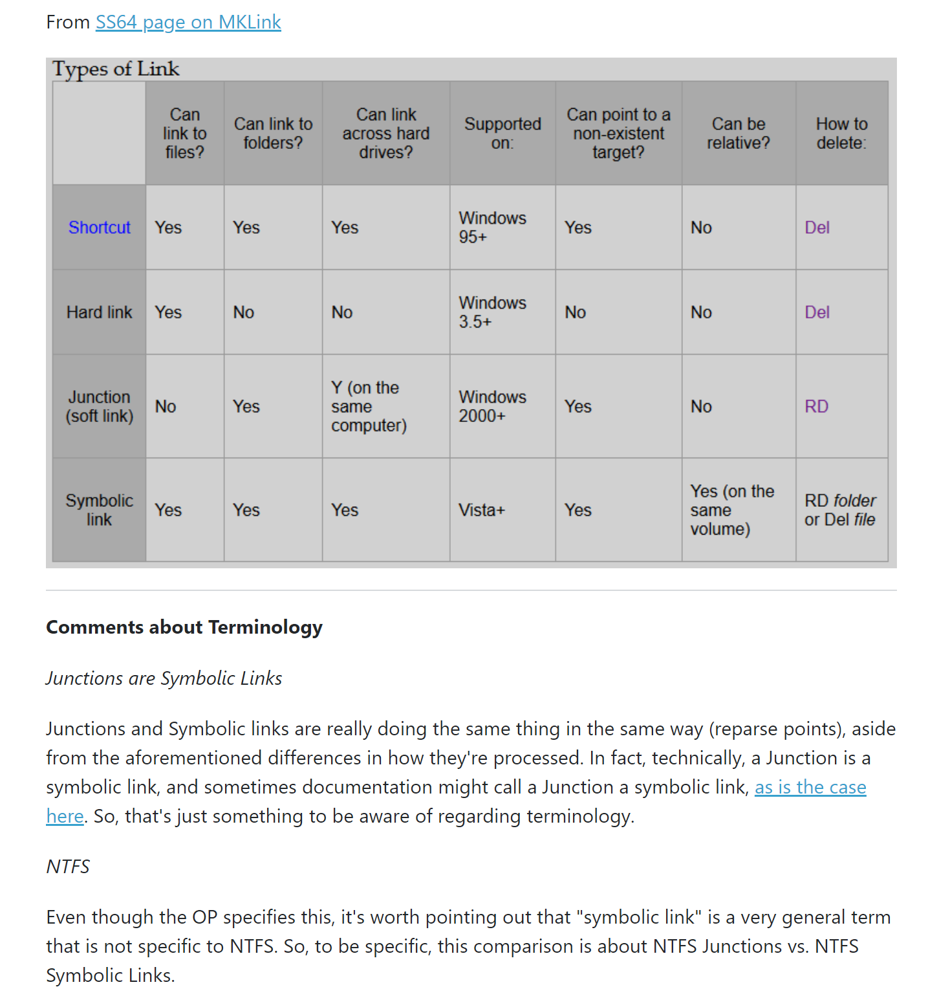 From SS64 page on MKLink
Types of Link
Can link to files? Can link to folders? Can link across hard drives? Supported on: Can point to a non-existent target? Can be relative? How to delete:
Shortcut Yes Yes Yes Windows 95+ Yes No Del
Hard link Yes No No Windows 3.5+ No No Del
Junction (soft link) No Yes Y (on the same computer) Windows 2000+ Yes No RD
Symbolic link Yes Yes Yes Vista+ Yes Yes (on the same volume) RD folder or Del file
Comments about Terminology
Junctions are Symbolic Links
Junctions and Symbolic links are really doing the same thing in the same way (reparse points), aside
from the aforementioned differences in how they're processed. In fact, technically, a Junction is a
symbolic link, and sometimes documentation might call a Junction a symbolic link, as is the case
here. So, that's just something to be aware of regarding terminology.
NTFS
Even though the OP specifies this, it's worth pointing out that "symbolic link" is a very general term
that is not specific to NTFS. So, to be specific, this comparison is about NTFS Junctions vs. NTFS
Symbolic Links.